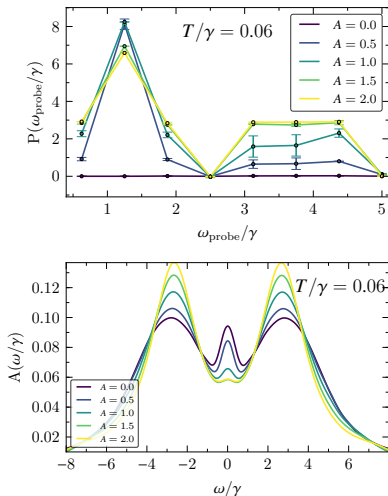 T/γ = 0.06
A = 0.0
A = 0.5
A = 1.0
A = 1.5
A = 2.0
P(ω_probe/γ)
8
6
4
2
0
1 2 3 4 5
ω_probe/γ
T/γ = 0.06
A(ω/γ)
0.12
0.10
0.08
0.06
0.04
0.02
A = 0.0
A = 0.5
A = 1.0
A = 1.5
A = 2.0
−8 −6 −4 −2 0 2 4 6
ω/γ